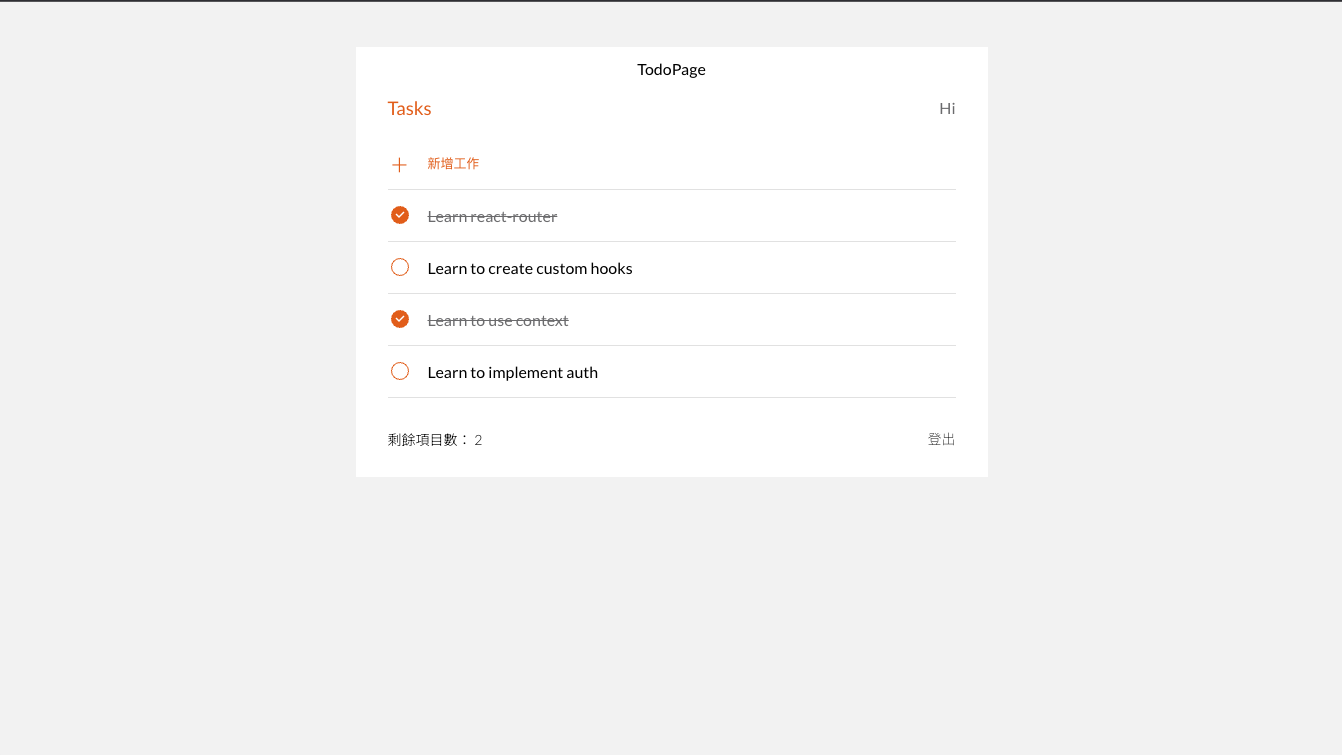 TodoPage
Tasks Hi
新增工作
Learn react-router
Learn to create custom hooks
Learn to use context
Learn to implement auth
剩餘項目數： 2 登出